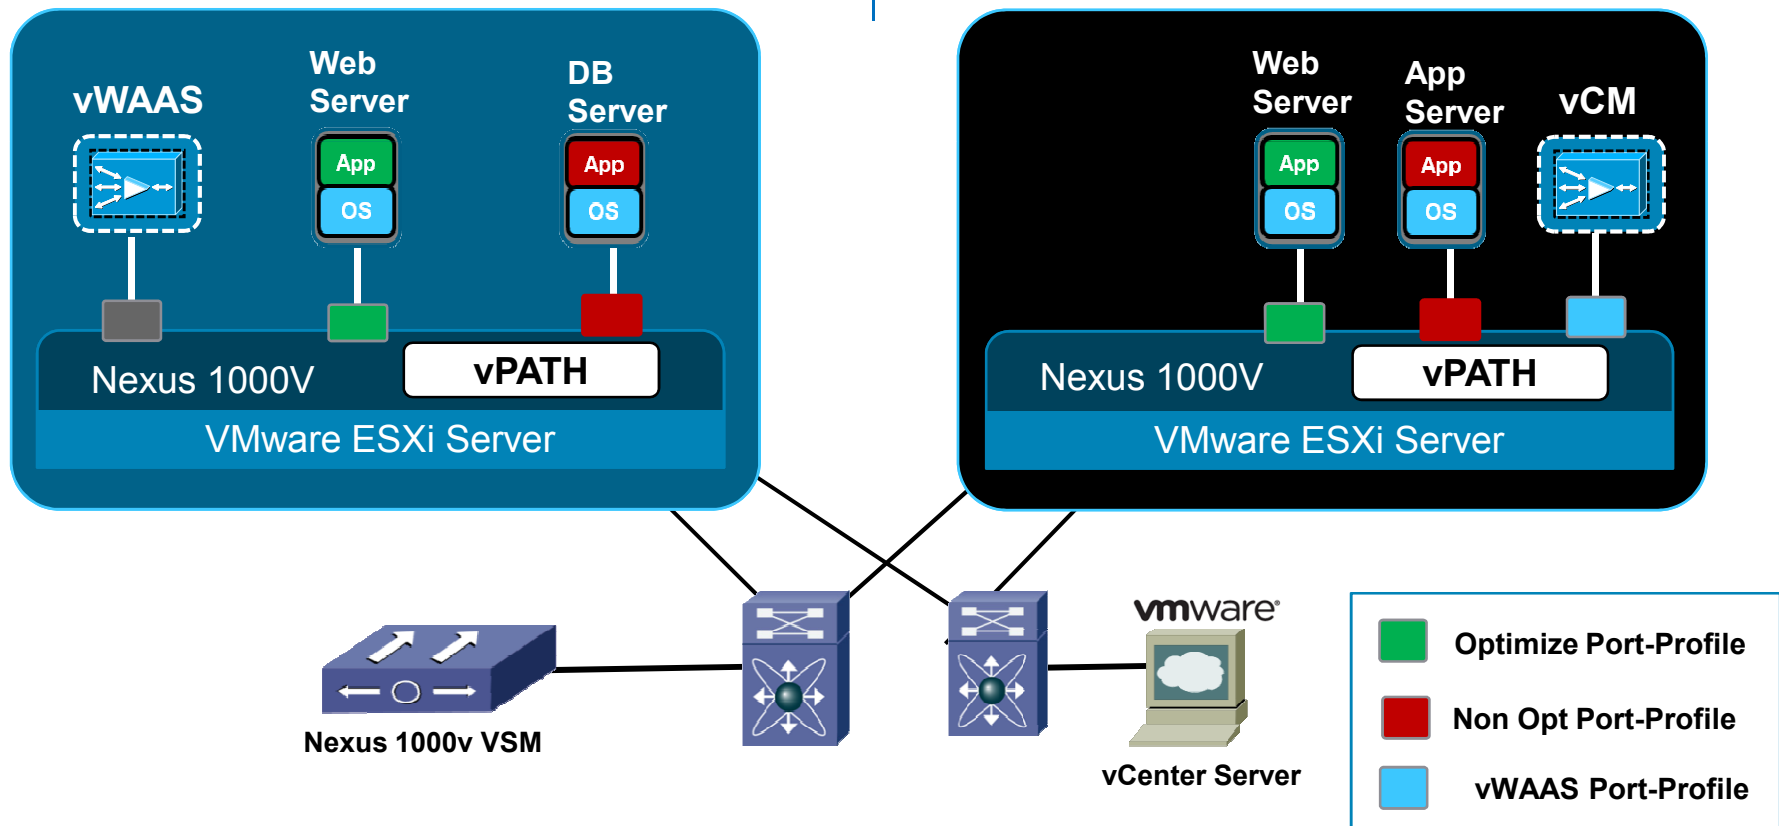 vWAAS
Web
Server
DB
Server
App
OS
App
OS
Nexus 1000V
vPATH
VMware ESXi Server
Web
Server
App
Server
vCM
App
OS
App
OS
Nexus 1000V
vPATH
VMware ESXi Server
Nexus 1000v VSM
vmware®
vCenter Server
Optimize Port-Profile
Non Opt Port-Profile
vWAAS Port-Profile